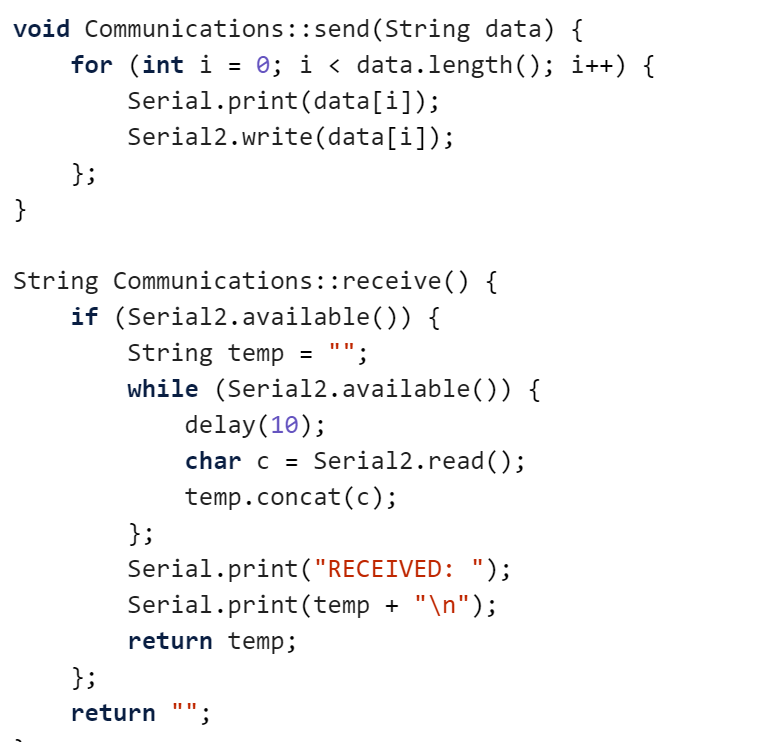 void Communications::send(String data) {
    for (int i = 0; i < data.length(); i++) {
        Serial.print(data[i]);
        Serial2.write(data[i]);
    };
}

String Communications::receive() {
    if (Serial2.available()) {
        String temp = "";
        while (Serial2.available()) {
            delay(10);
            char c = Serial2.read();
            temp.concat(c);
        };
        Serial.print("RECEIVED: ");
        Serial.print(temp + "\n");
        return temp;
    };
    return "";